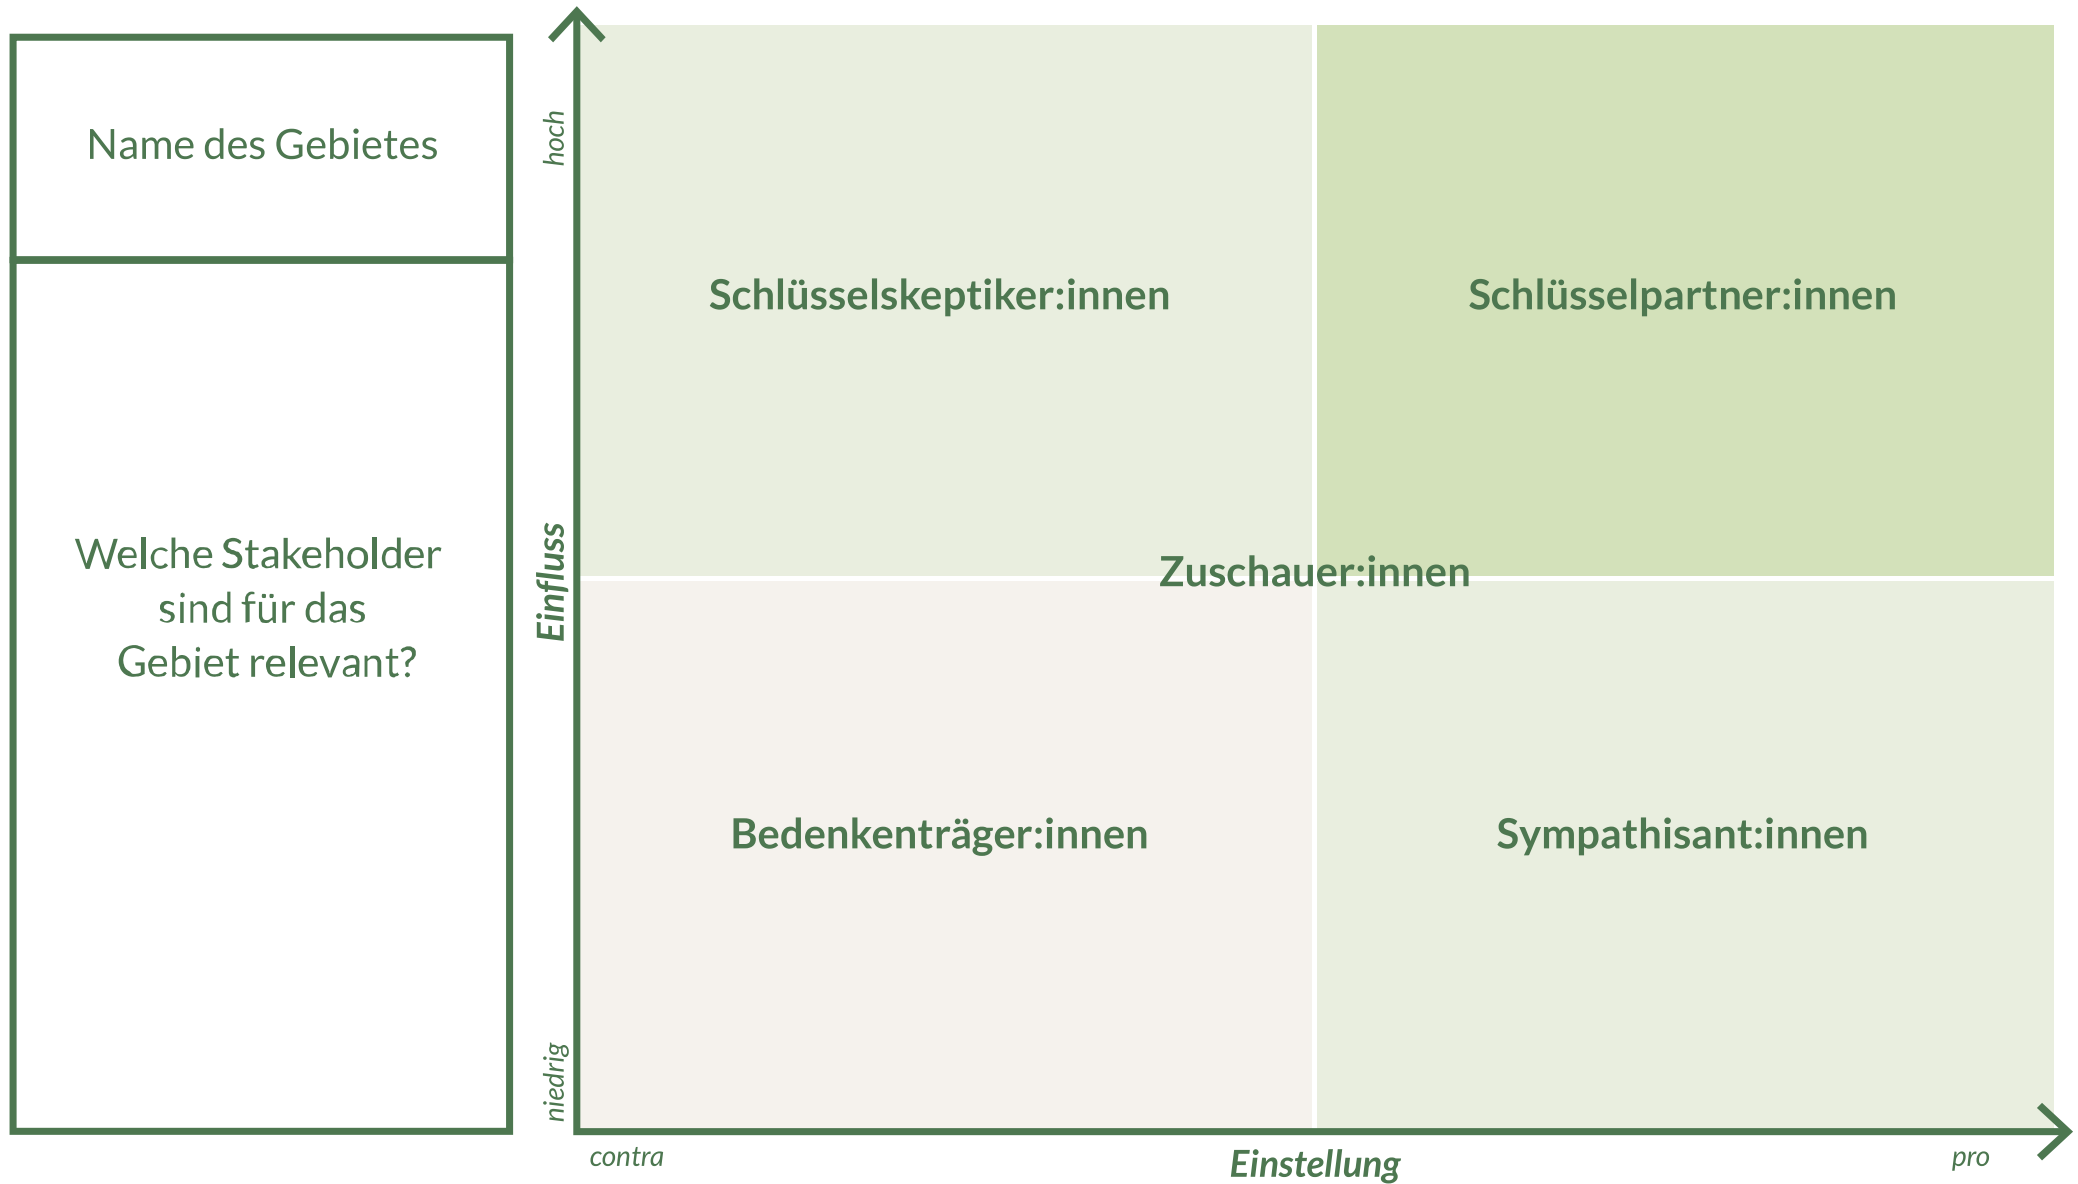 Name des Gebietes
Welche Stakeholder
sind für das
Gebiet relevant?
hoch
Einfluss
niedrig
Schlüsselskeptiker:innen
Schlüsselpartner:innen
Zuschauer:innen
Bedenkenträger:innen
Sympathisant:innen
contra
Einstellung
pro